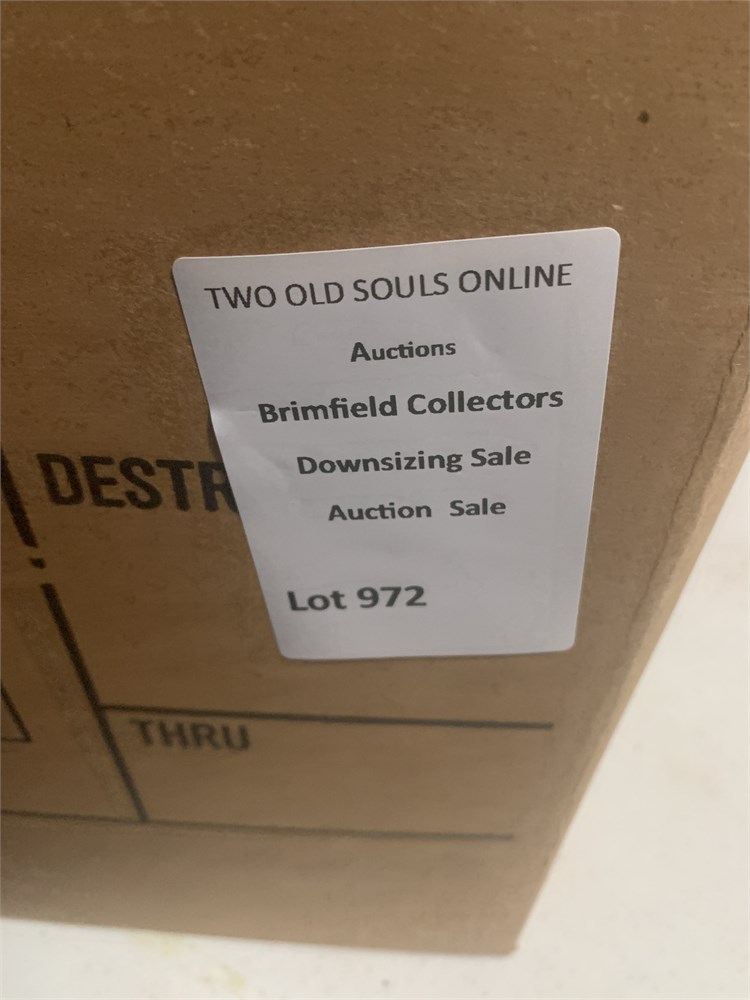 TWO OLD SOULS ONLINE
Auctions
Brimfield Collectors
Downsizing Sale
Auction Sale
Lot 972
DESTR
THRU